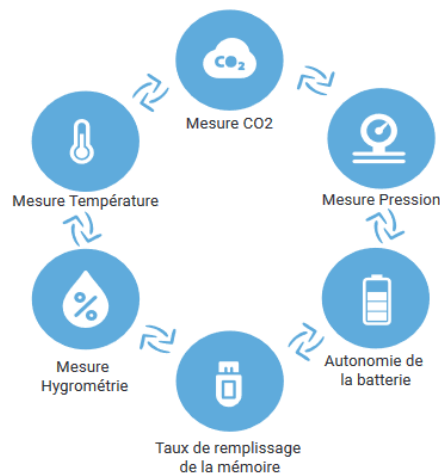 CO₂
Mesure CO2
Mesure Température
Mesure Pression
%
Mesure
Hygrométrie
Autonomie de
la batterie
Taux de remplissage
de la mémoire